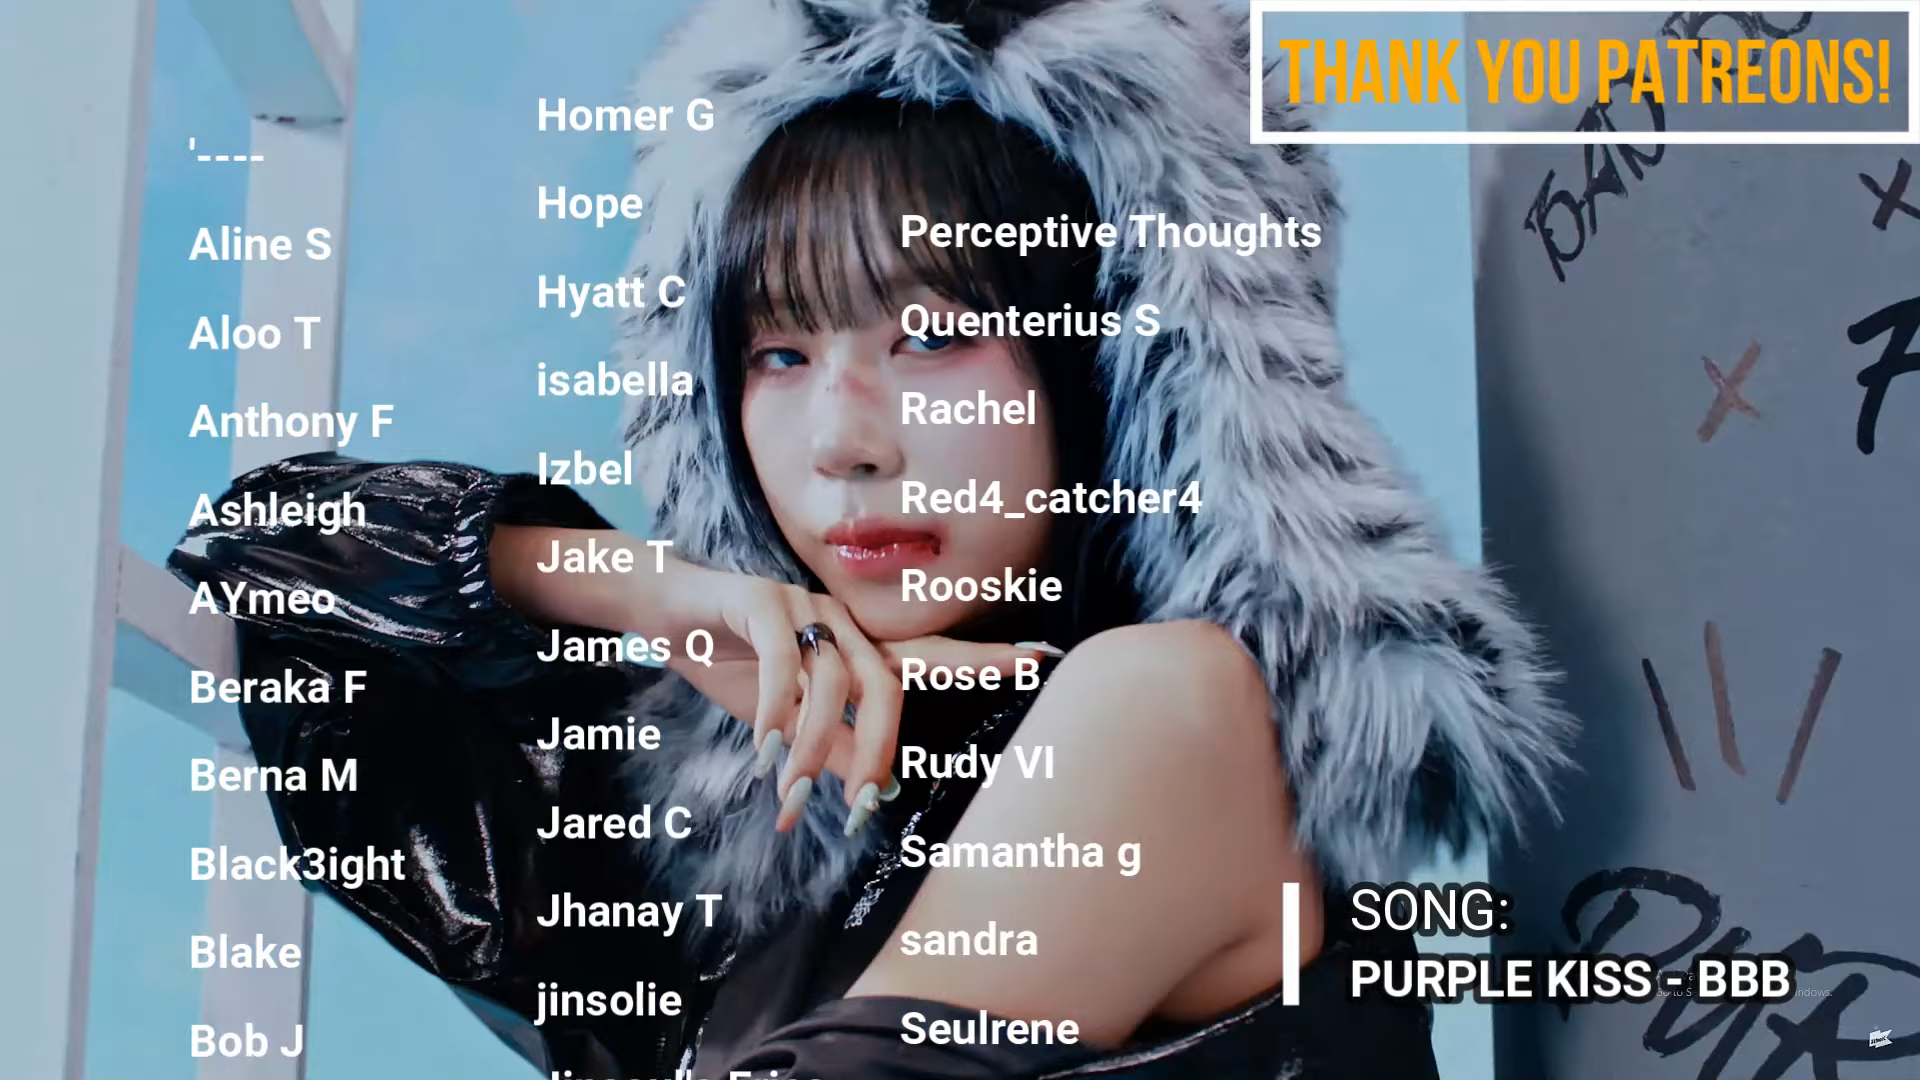 THANK YOU PATREONS!
'----
Aline S
Aloo T
Anthony F
Ashleigh
AYmeo
Beraka F
Berna M
Black3ight
Blake
Bob J
Homer G
Hope
Hyatt C
isabella
Izbel
Jake T
James Q
Jamie
Jared C
Jhanay T
jinsolie
Perceptive Thoughts
Quenterius S
Rachel
Red4_catcher4
Rooskie
Rose B
Rudy VI
Samantha g
sandra
Seulrene
SONG:
PURPLE KISS - BBB